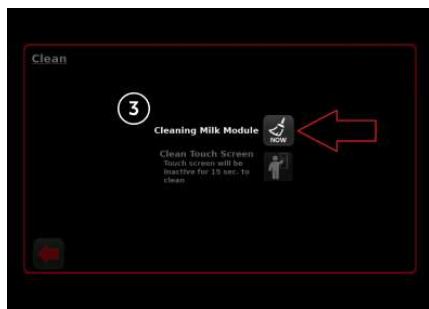 Clean
3
Cleaning Milk Module
NOW
Clean Touch Screen
Touch screen will be
inactive for 15 sec. to
clean